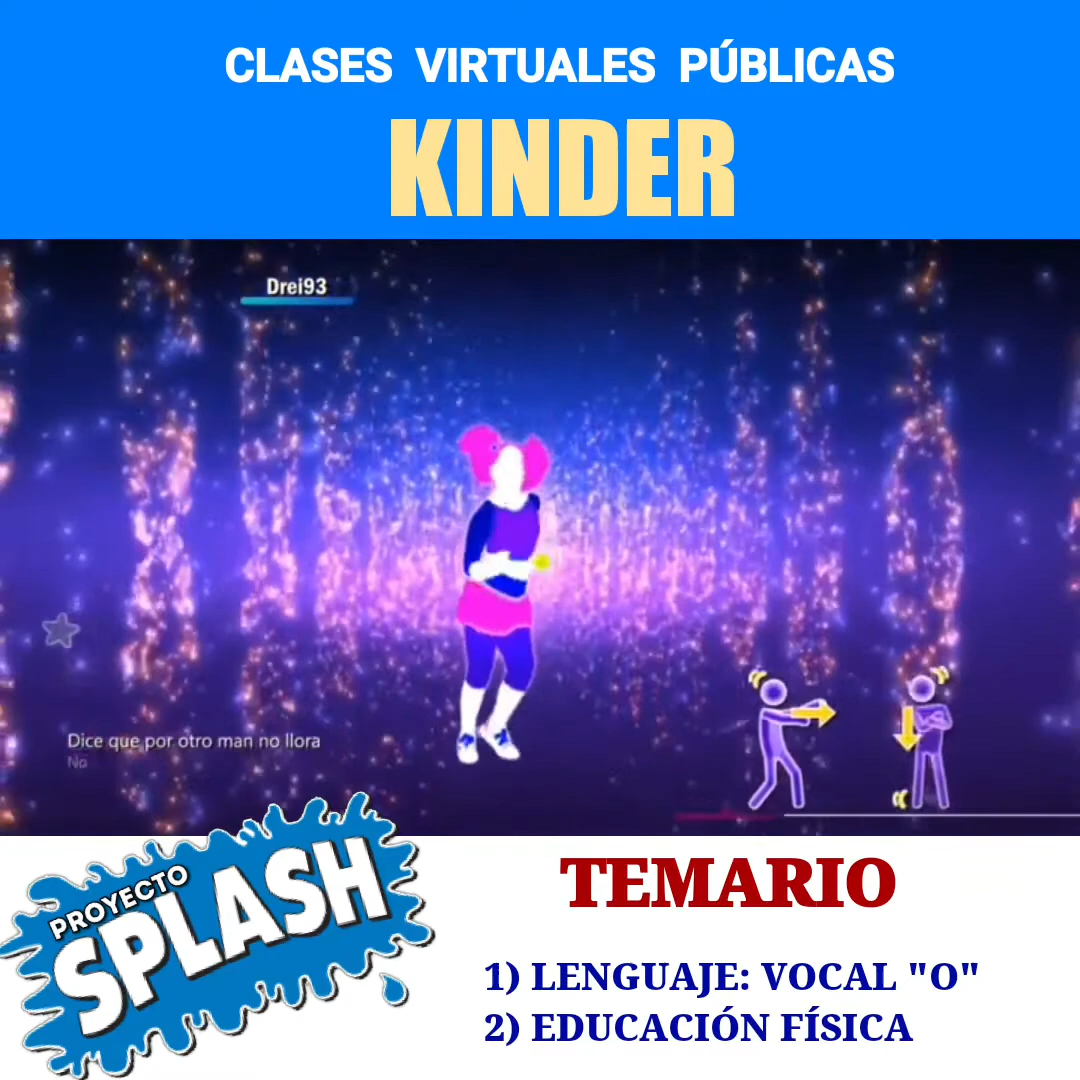 CLASES VIRTUALES PÚBLICAS
KINDER
Drei93
Dice que por otro man no llora
No
PROYECTO
SPLASH
TEMARIO
1) LENGUAJE: VOCAL "O"
2) EDUCACIÓN FÍSICA